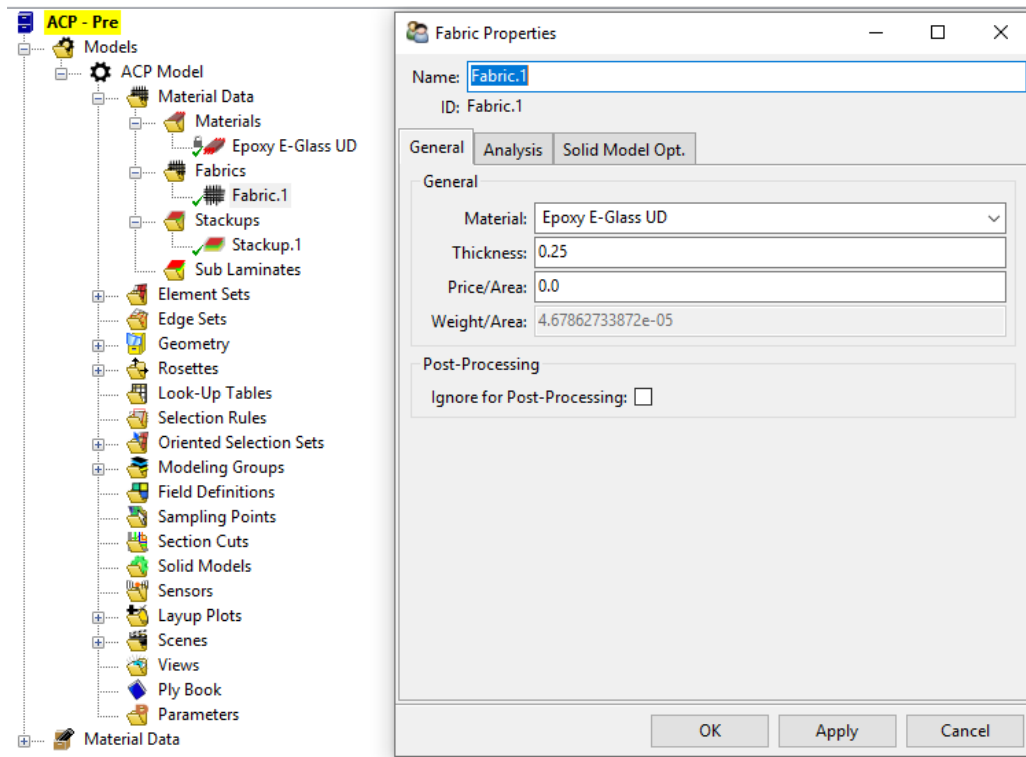 ACP - Pre
Models
ACP Model
Material Data
Materials
Epoxy E-Glass UD
Fabrics
Fabric.1
Stackups
Stackup.1
Sub Laminates
Element Sets
Edge Sets
Geometry
Rosettes
Look-Up Tables
Selection Rules
Oriented Selection Sets
Modeling Groups
Field Definitions
Sampling Points
Section Cuts
Solid Models
Sensors
Layup Plots
Scenes
Views
Ply Book
Parameters
Material Data
Fabric Properties
Name: Fabric.1
ID: Fabric.1
General Analysis Solid Model Opt.
General
Material: Epoxy E-Glass UD
Thickness: 0.25
Price/Area: 0.0
Weight/Area: 4.67862733872e-05
Post-Processing
Ignore for Post-Processing:
OK Apply Cancel